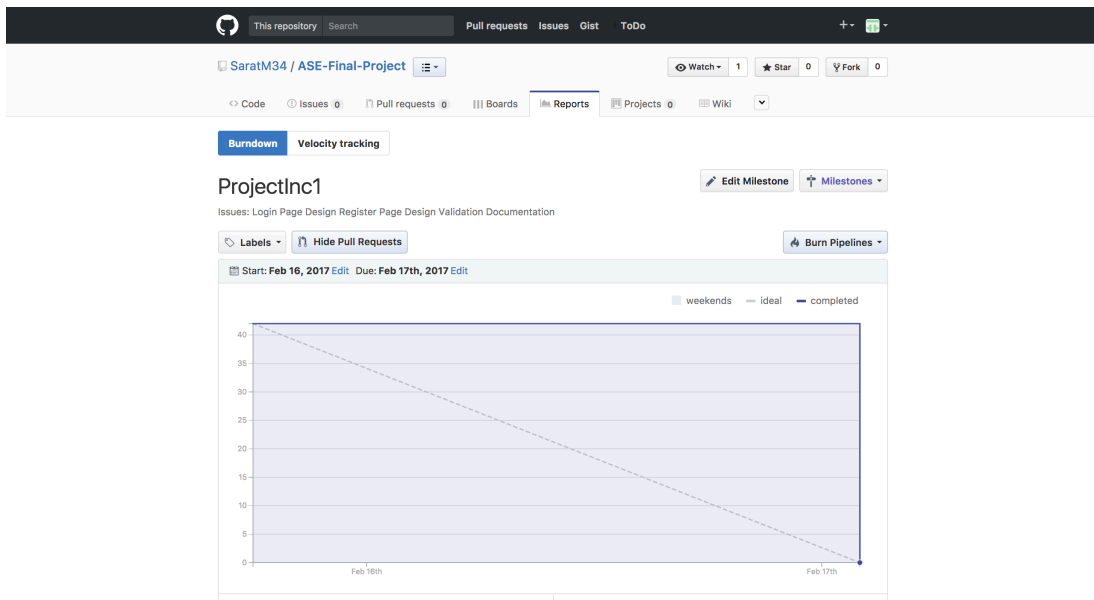 This repository Search Pull requests Issues Gist ToDo
SaratM34 / ASE-Final-Project Watch 1 Star 0 Fork 0
Code Issues 0 Pull requests 0 Boards Reports Projects 0 Wiki
Burndown Velocity tracking
ProjectInc1 Edit Milestone Milestones
Issues: Login Page Design Register Page Design Validation Documentation
Labels Hide Pull Requests Burn Pipelines
Start: Feb 16, 2017 Edit Due: Feb 17th, 2017 Edit
weekends ideal completed
40
35
30
25
20
15
10
5
0
Feb 16th Feb 17th